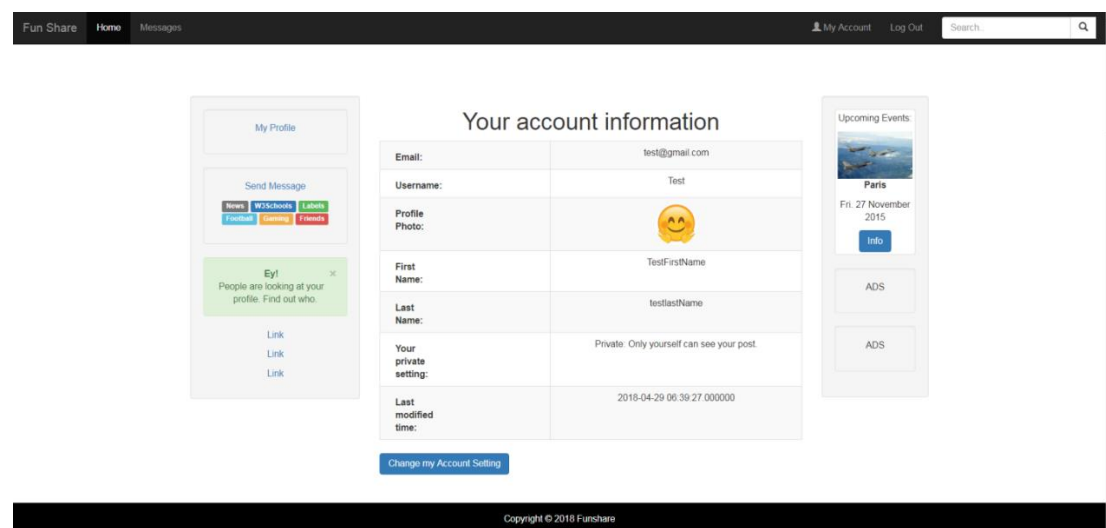 Fun Share Home Messages My Account Log Out Search..
My Profile
Send Message
News W3Schools Labels
Football Gaming Friends
Ey! ×
People are looking at your
profile. Find out who.
Link
Link
Link
Your account information
Email: test@gmail.com
Username: Test
Profile
Photo:
First TestFirstName
Name:
Last testlastName
Name:
Your Private: Only yourself can see your post.
private
setting:
Last 2018-04-29 06:39:27.000000
modified
time:
Change my Account Setting
Upcoming Events:
Paris
Fri. 27 November
2015
Info
ADS
ADS
Copyright © 2018 Funshare